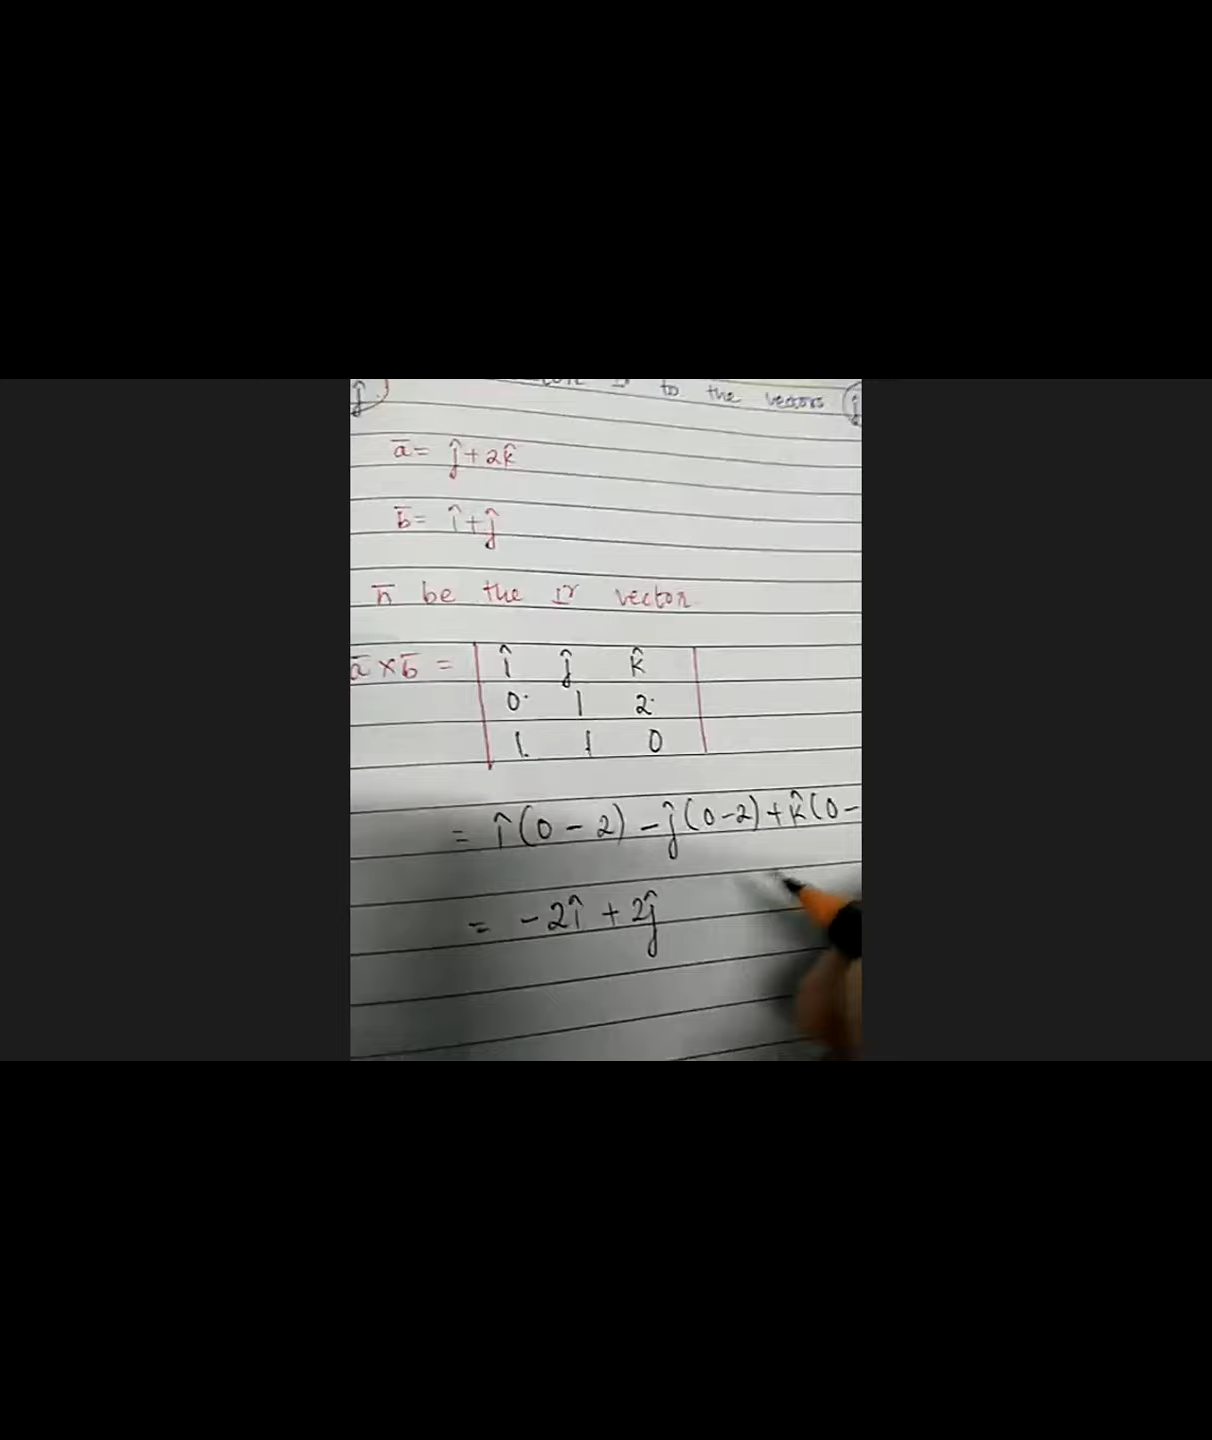 to the vectors
a̅ = ĵ + 2k̂
b̅ = î + ĵ
n̅ be the ⊥r vector
a̅ × b̅ = | î ĵ k̂ |
0 1 2
1 1 0
= î (0 - 2) - ĵ (0 - 2) + k̂ (0 -
= - 2î + 2ĵ